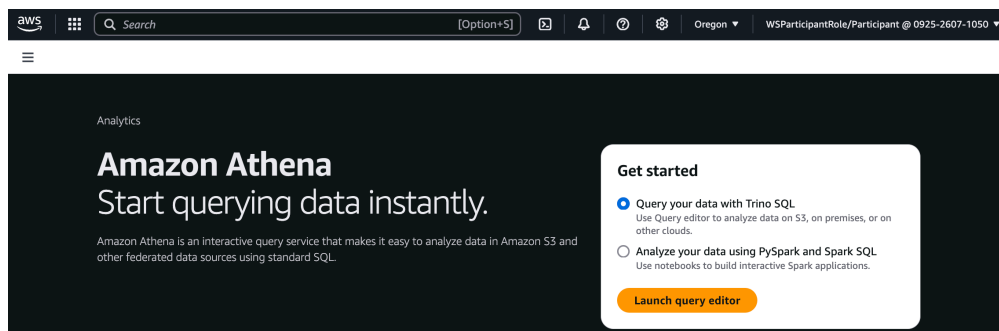 aws
Search
[Option+S]
Oregon
WSParticipantRole/Participant @ 0925-2607-1050
Analytics
Amazon Athena
Start querying data instantly.
Amazon Athena is an interactive query service that makes it easy to analyze data in Amazon S3 and
other federated data sources using standard SQL.
Get started
Query your data with Trino SQL
Use Query editor to analyze data on S3, on premises, or on
other clouds.
Analyze your data using PySpark and Spark SQL
Use notebooks to build interactive Spark applications.
Launch query editor